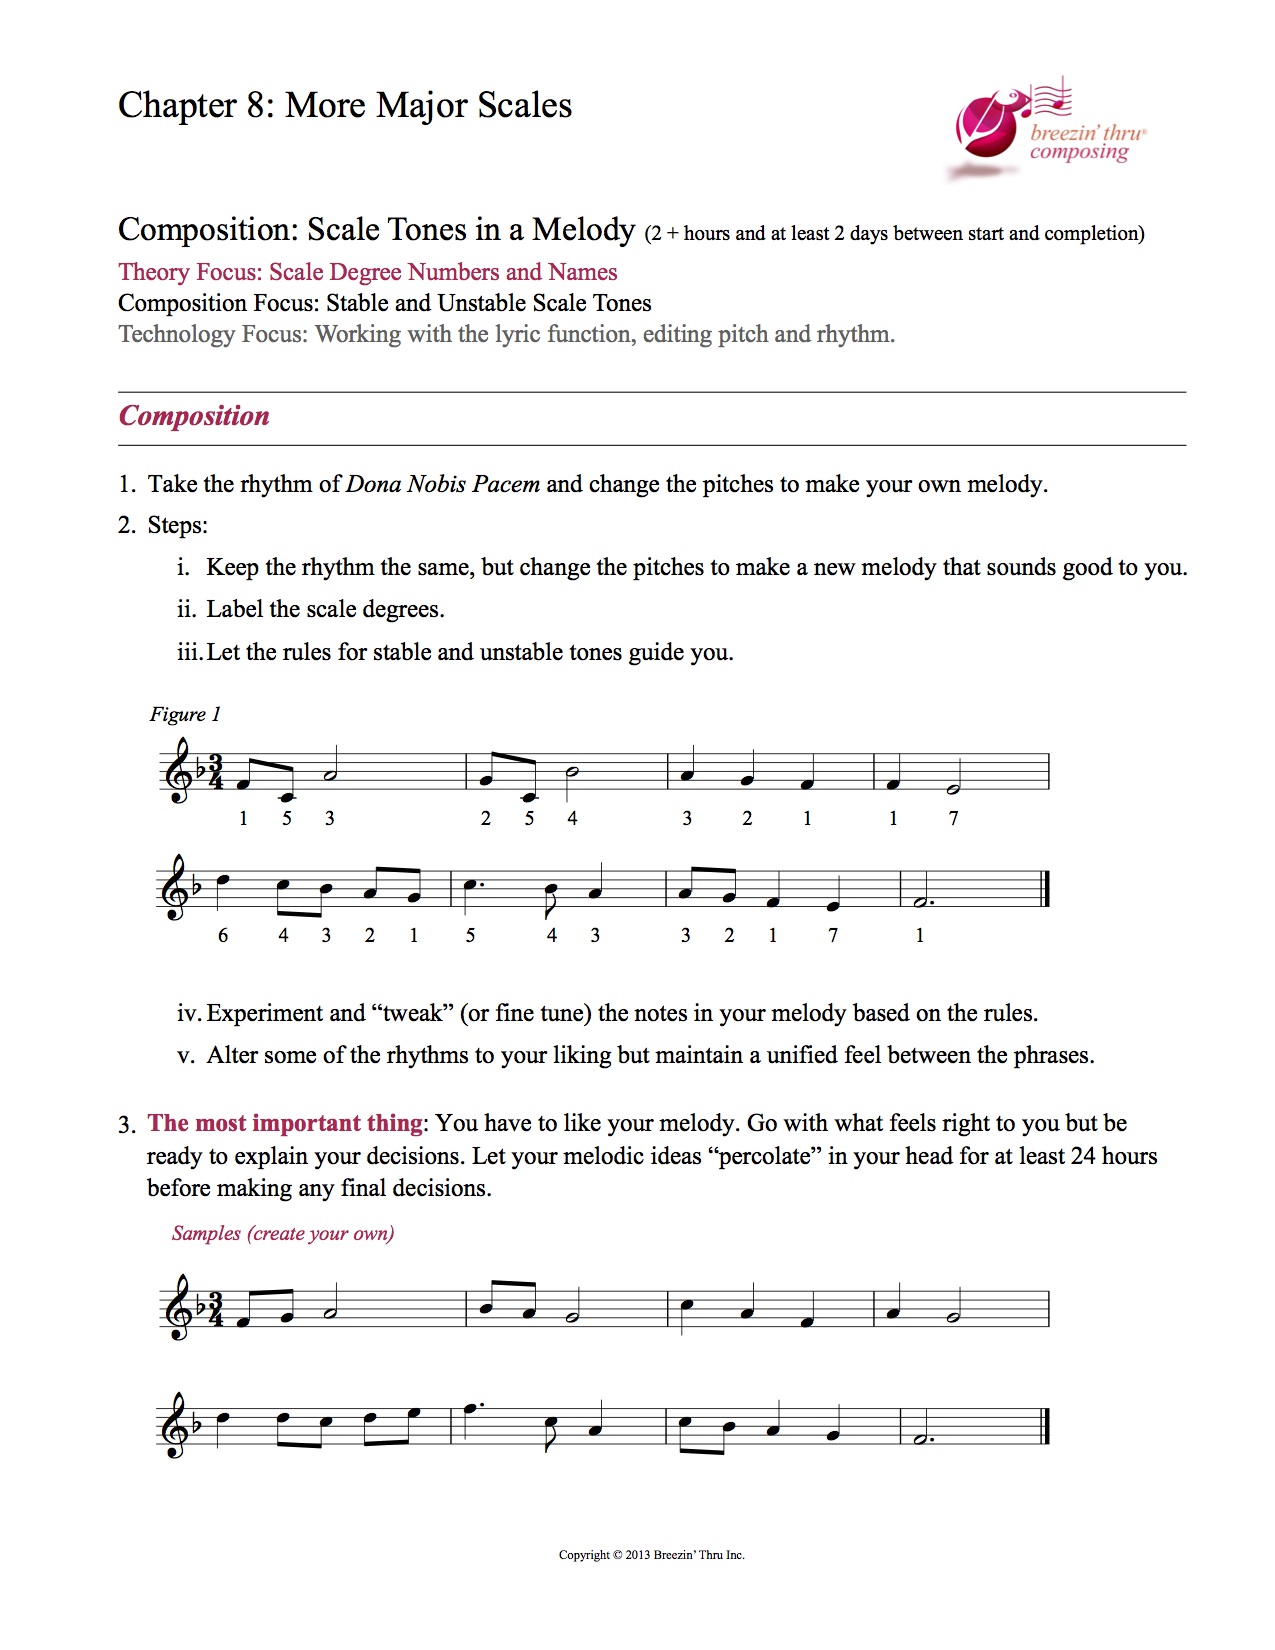 Chapter 8: More Major Scales
breezin' thru®
composing
Composition: Scale Tones in a Melody (2 + hours and at least 2 days between start and completion)
Theory Focus: Scale Degree Numbers and Names
Composition Focus: Stable and Unstable Scale Tones
Technology Focus: Working with the lyric function, editing pitch and rhythm.
Composition
1. Take the rhythm of Dona Nobis Pacem and change the pitches to make your own melody.
2. Steps:
i. Keep the rhythm the same, but change the pitches to make a new melody that sounds good to you.
ii. Label the scale degrees.
iii. Let the rules for stable and unstable tones guide you.
Figure 1
3 4
1 5 3 2 5 4 3 2 1 1 7
6 4 3 2 1 5 4 3 3 2 1 7 1
iv. Experiment and “tweak” (or fine tune) the notes in your melody based on the rules.
v. Alter some of the rhythms to your liking but maintain a unified feel between the phrases.
3. The most important thing: You have to like your melody. Go with what feels right to you but be
ready to explain your decisions. Let your melodic ideas “percolate” in your head for at least 24 hours
before making any final decisions.
Samples (create your own)
3 4
Copyright © 2013 Breezin’ Thru Inc.